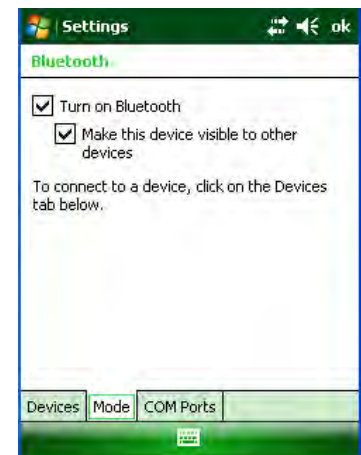 Settings ok
Bluetooth
Turn on Bluetooth
Make this device visible to other
devices
To connect to a device, click on the Devices
tab below.
Devices Mode COM Ports